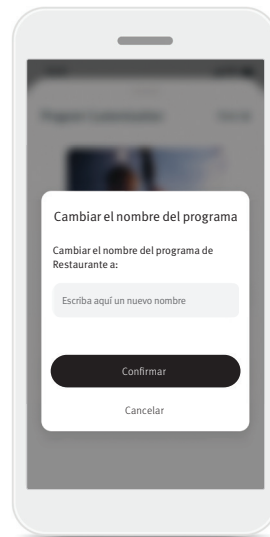 Cambiar el nombre del programa
Cambiar el nombre del programa de
Restaurante a:
Escriba aquí un nuevo nombre
Confirmar
Cancelar